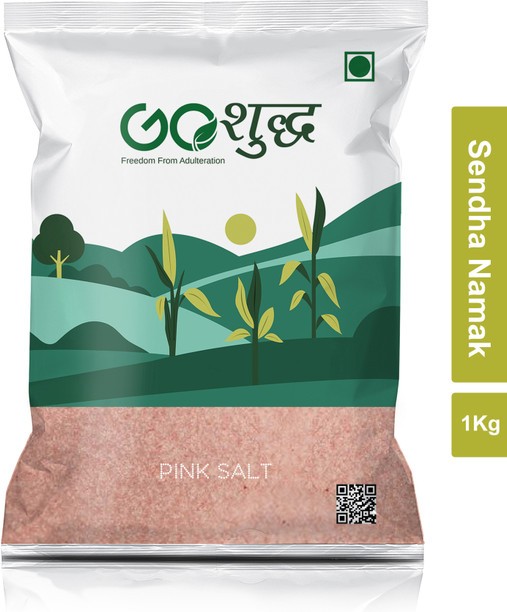 GOशुद्ध
Freedom From Adulteration
PINK SALT
Sendha Namak
1Kg